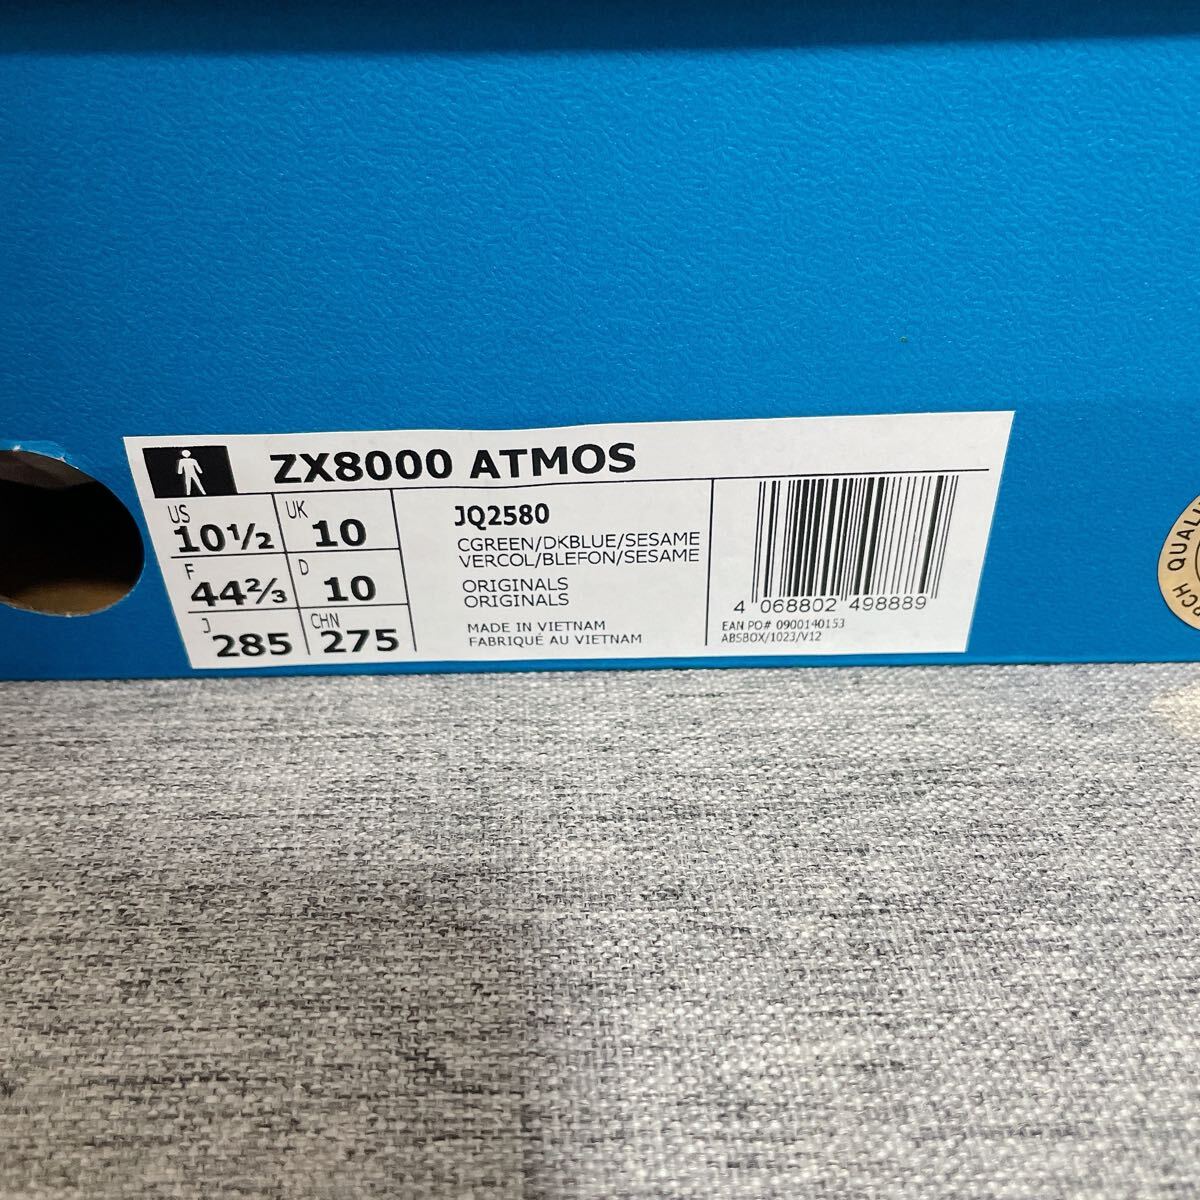 ZX8000 ATMOS
US 10½ UK 10
F 44⅔ D 10
J 285 CHN 275
JQ2580
CGREEN/DKBLUE/SESAME
VERCOL/BLEFON/SESAME
ORIGINALS
ORIGINALS
MADE IN VIETNAM
FABRIQUÉ AU VIETNAM
4 068802 498889
EAN PO# 0900140153
ABSBOX/1023/V12